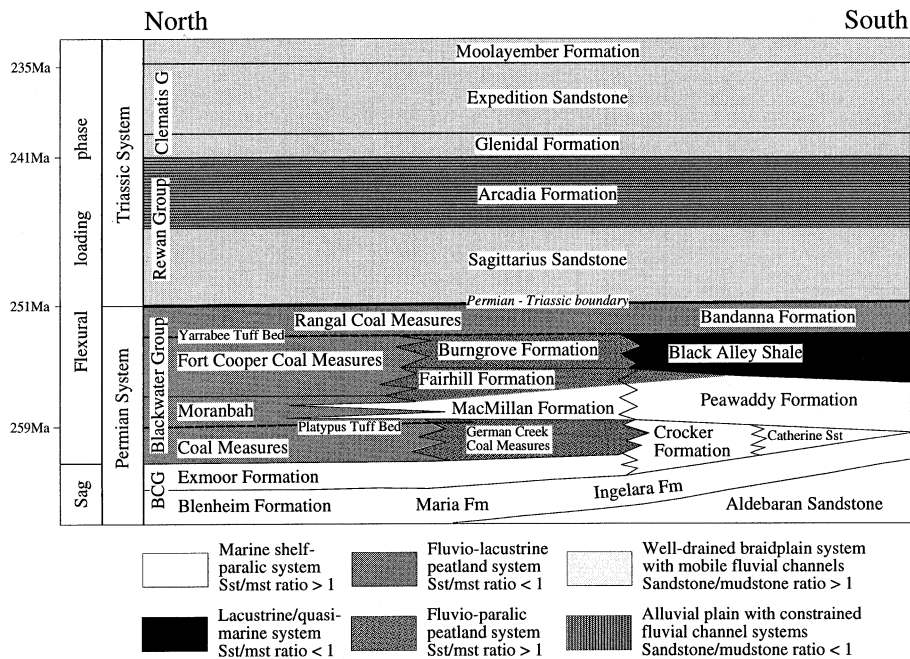 North
South
235Ma
241Ma
251Ma
259Ma
phase
loading
Flexural
Sag
Triassic System
Permian System
Clematis G
Rewan Group
Blackwater Group
BCG
Moolayember Formation
Expedition Sandstone
Glenidal Formation
Arcadia Formation
Sagittarius Sandstone
Permian - Triassic boundary
Rangal Coal Measures
Bandanna Formation
Yarrabee Tuff Bed
Fort Cooper Coal Measures
Burngrove Formation
Black Alley Shale
Fairhill Formation
Peawaddy Formation
Moranbah
MacMillan Formation
Platypus Tuff Bed
Coal Measures
German Creek
Coal Measures
Crocker
Formation
Catherine Sst
Exmoor Formation
Ingelara Fm
Blenheim Formation
Maria Fm
Aldebaran Sandstone
Marine shelf-
paralic system
Sst/mst ratio > 1
Fluvio-lacustrine
peatland system
Sst/mst ratio < 1
Well-drained braidplain system
with mobile fluvial channels
Sandstone/mudstone ratio > 1
Lacustrine/quasi-
marine system
Sst/mst ratio < 1
Fluvio-paralic
peatland system
Sst/mst ratio > 1
Alluvial plain with constrained
fluvial channel systems
Sandstone/mudstone ratio < 1